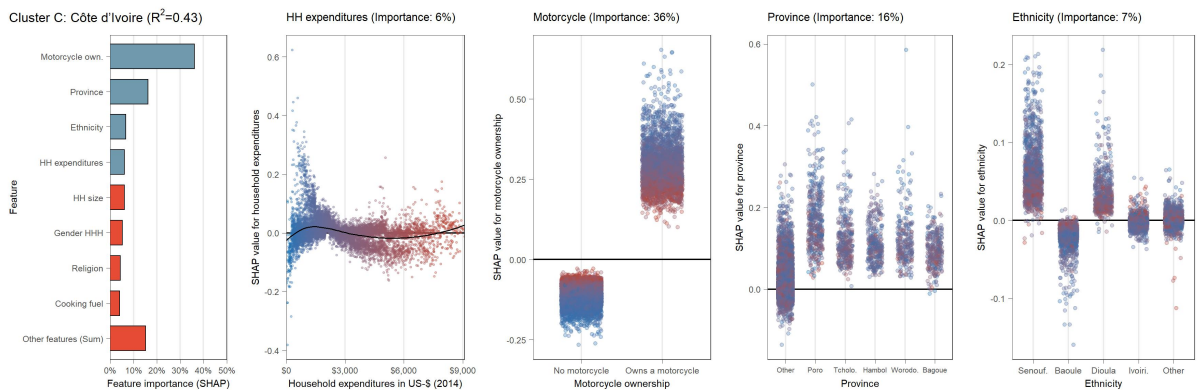 Cluster C: Côte d’Ivoire (R²=0.43)
Feature
Motorcycle own.
Province
Ethnicity
HH expenditures
HH size
Gender HHH
Religion
Cooking fuel
Other features (Sum)
0% 10% 20% 30% 40% 50%
Feature importance (SHAP)
HH expenditures (Importance: 6%)
SHAP value for household expenditures
0.6
0.4
0.2
0.0
-0.2
-0.4
$0 $3,000 $6,000 $9,000
Household expenditures in US-$ (2014)
Motorcycle (Importance: 36%)
SHAP value for motorcycle ownership
0.50
0.25
0.00
-0.25
No motorcycle Owns a motorcycle
Motorcycle ownership
Province (Importance: 16%)
SHAP value for province
0.6
0.4
0.2
0.0
Other Poro Tcholo. Hambol Worodo. Bagoue
Province
Ethnicity (Importance: 7%)
SHAP value for ethnicity
0.2
0.1
0.0
-0.1
Senouf. Baoule Dioula Ivoiri. Other
Ethnicity